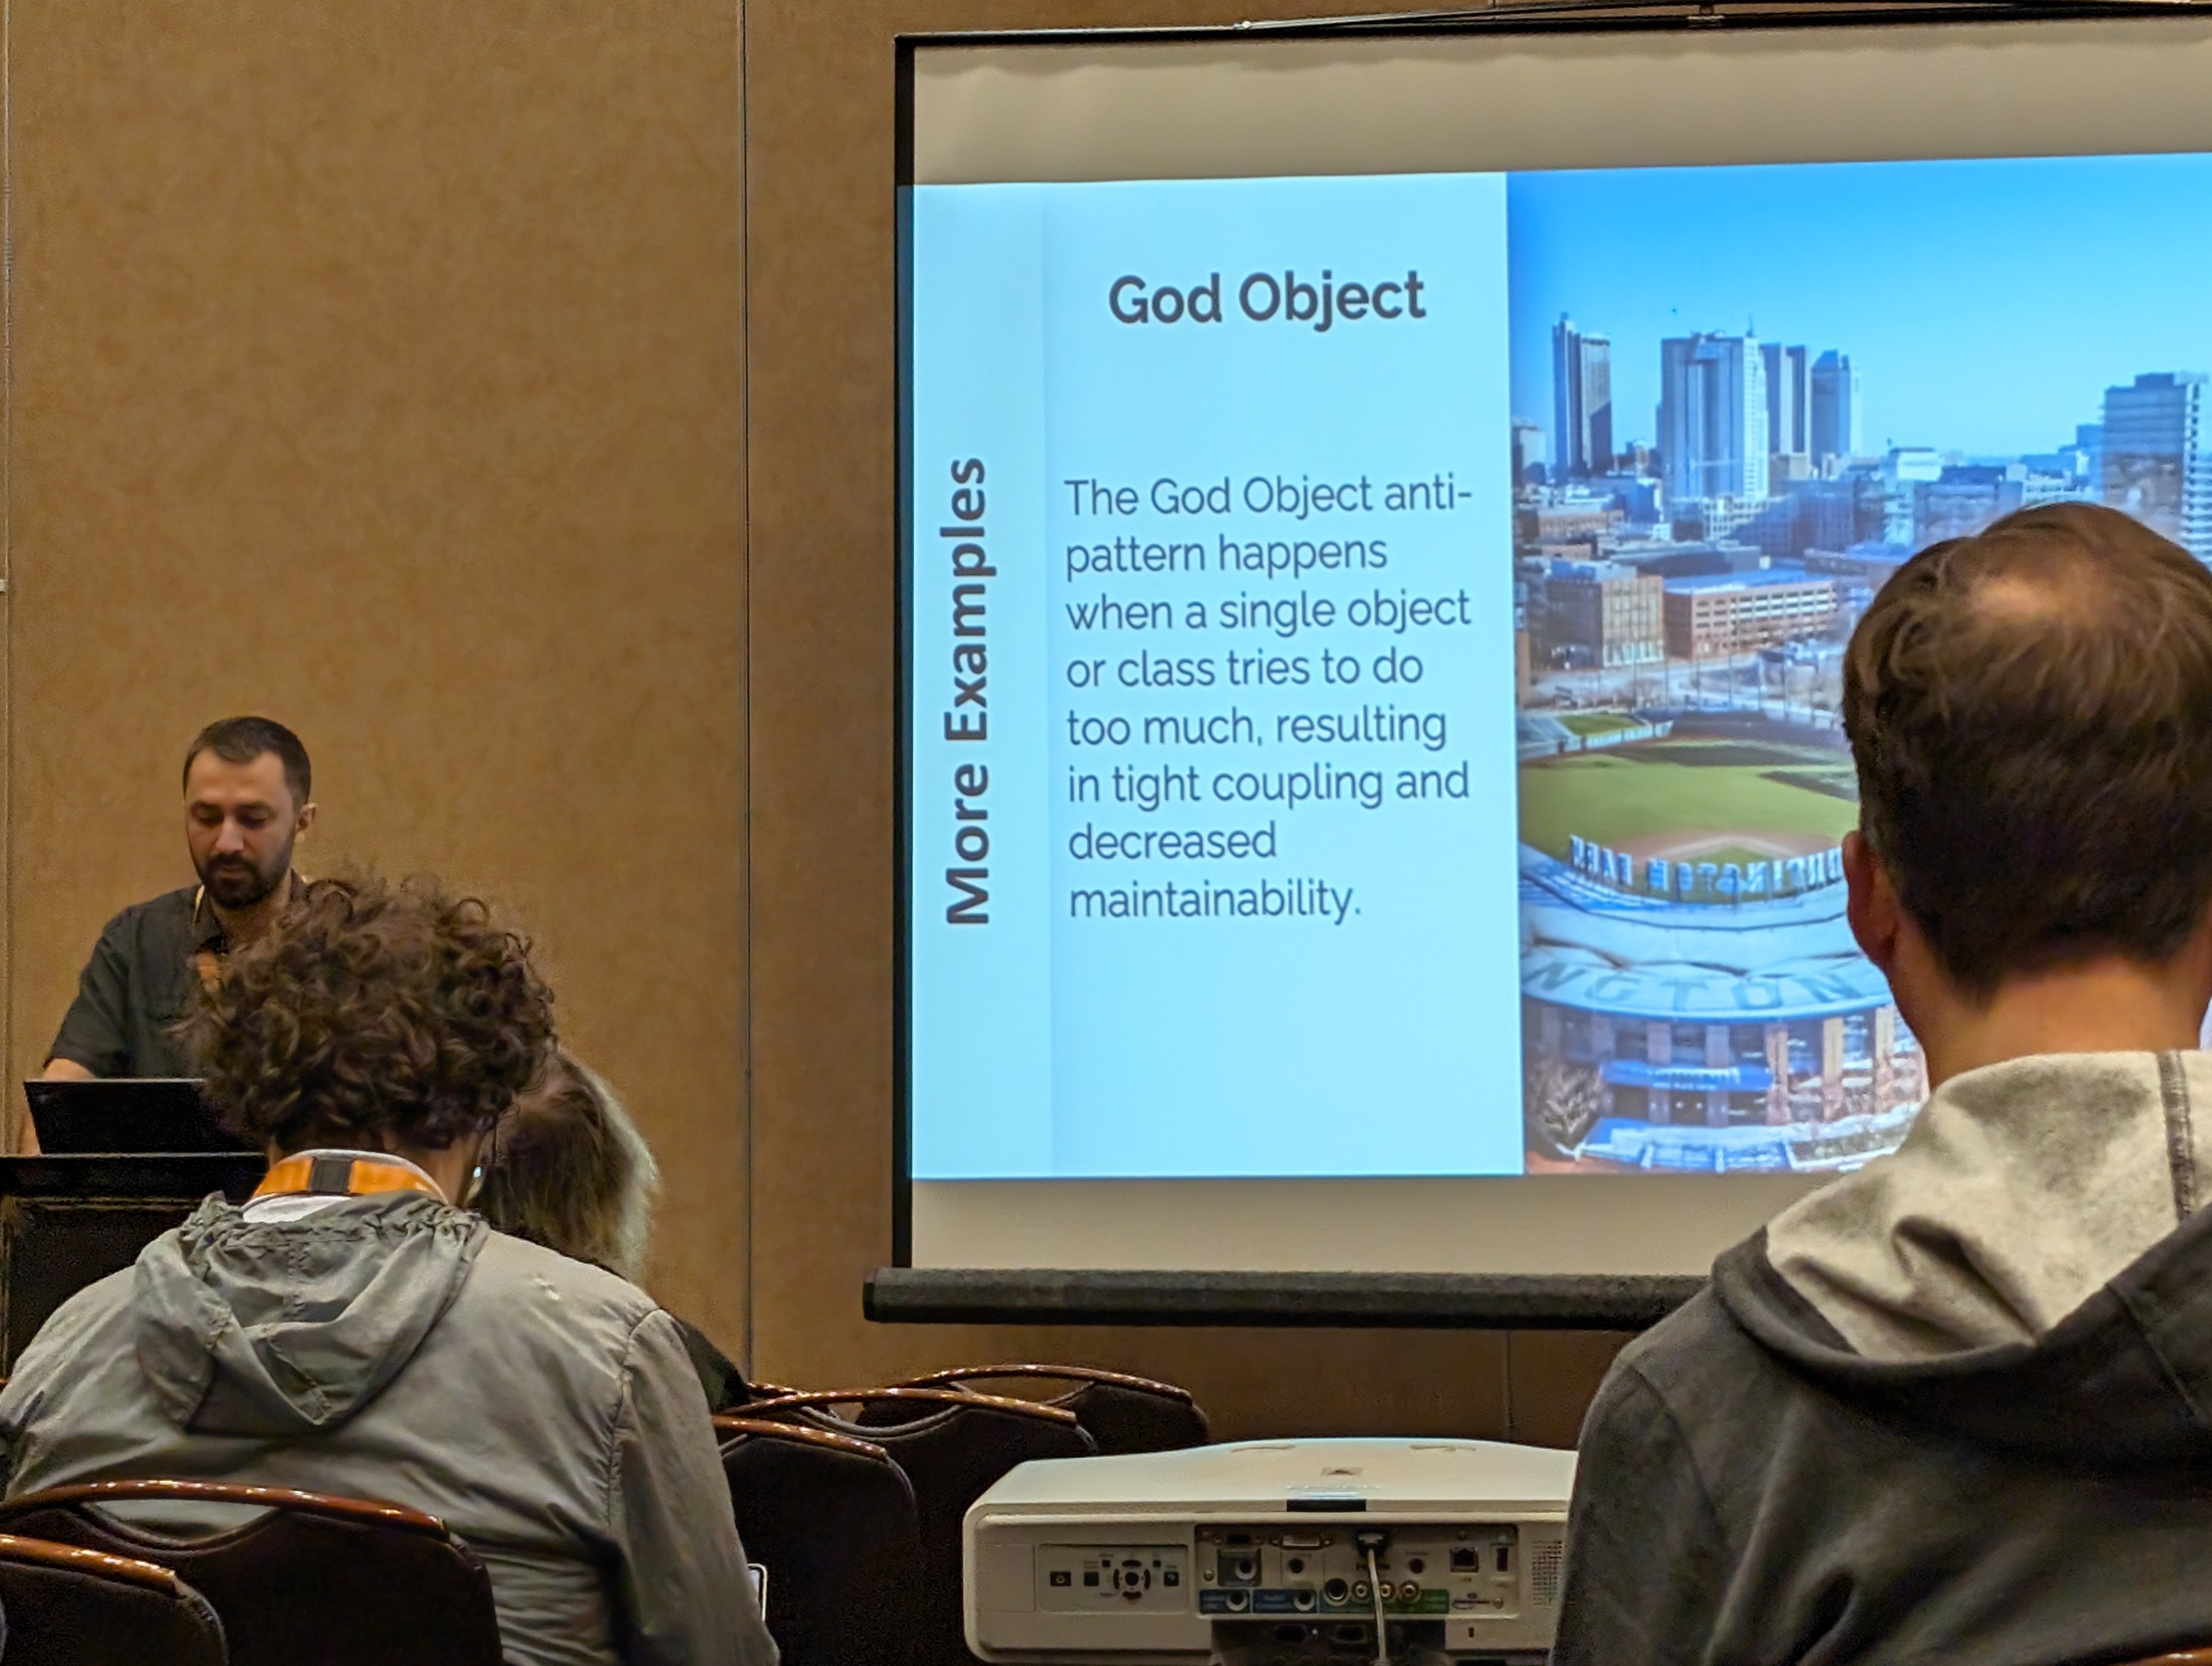 God Object
More Examples
The God Object anti-
pattern happens
when a single object
or class tries to do
too much, resulting
in tight coupling and
decreased
maintainability.
NGTON